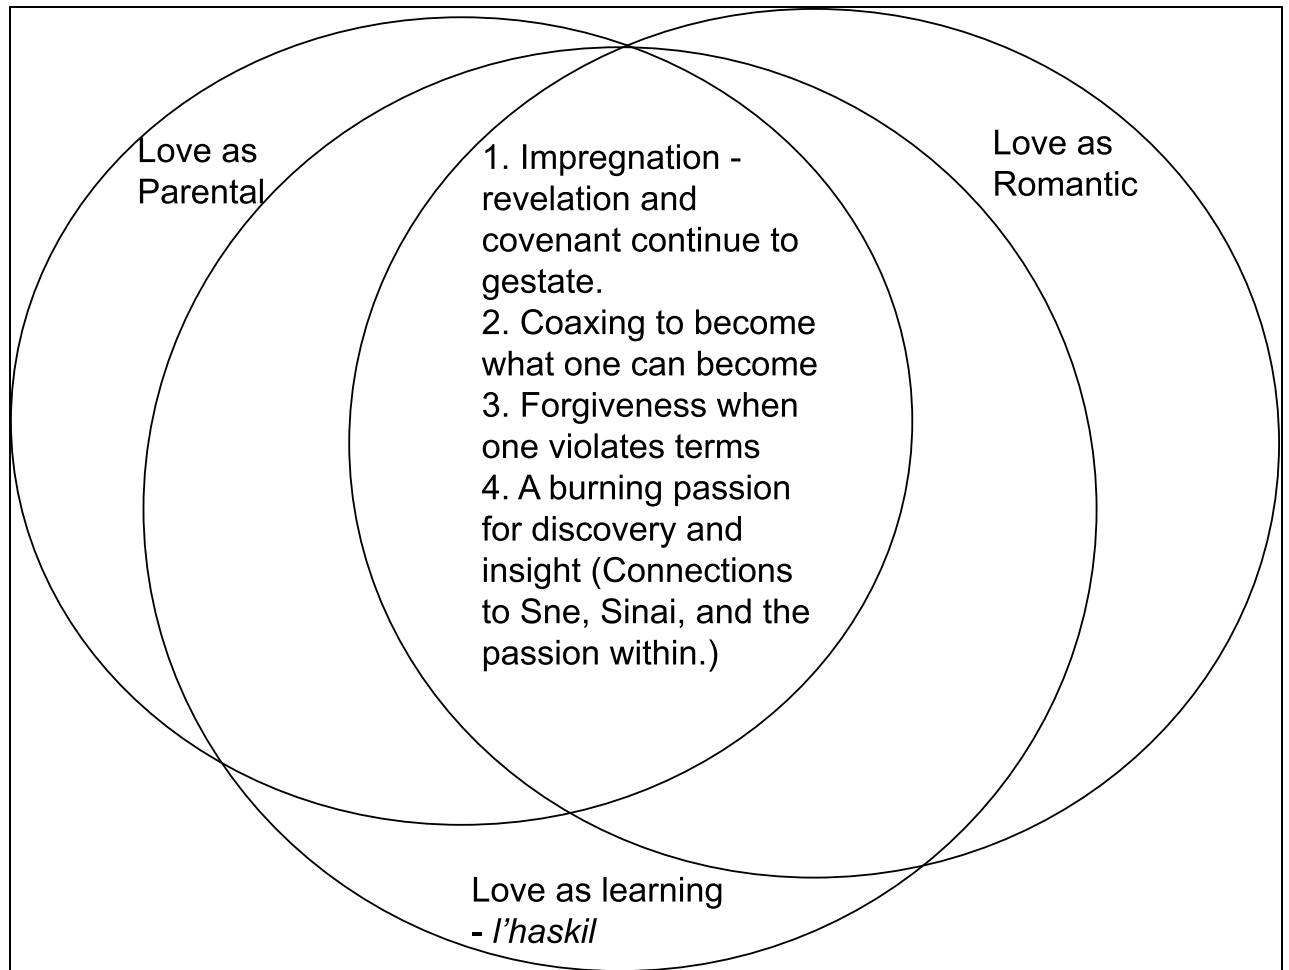 Love as
Parental
Love as
Romantic
1. Impregnation -
revelation and
covenant continue to
gestate.
2. Coaxing to become
what one can become
3. Forgiveness when
one violates terms
4. A burning passion
for discovery and
insight (Connections
to Sne, Sinai, and the
passion within.)
Love as learning
- l’haskil